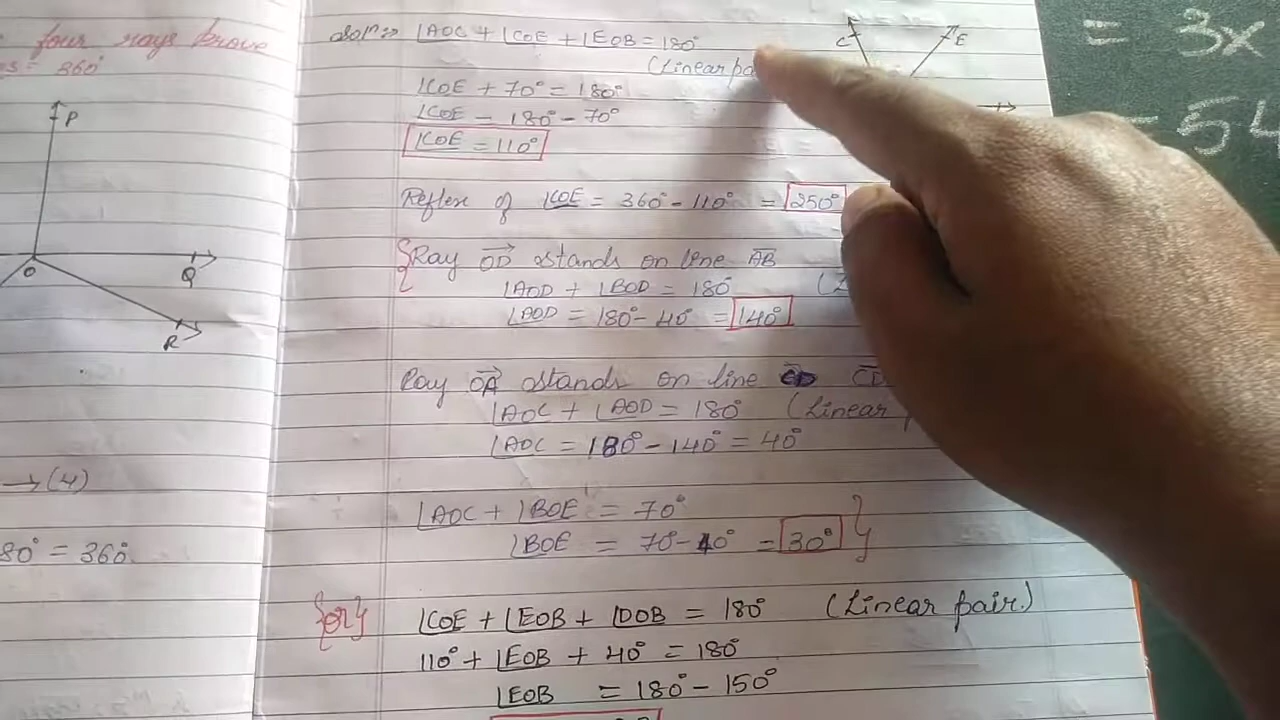 four rays prove
= 360°
P
O
Q
R
→(4)
80° = 360°.
Solⁿ:⇒ ∠AOC + ∠COE + ∠EOB = 180°
(Linear
∠COE + 70° = 180°
∠COE = 180° - 70°
∠COE = 110°
Reflex of ∠COE = 360° - 110° = 250°
{Ray OD stands on line AB
∠AOD + ∠BOD = 180°
∠AOD = 180° - 40° = 140°
Ray OA stands on line CD
∠AOC + ∠AOD = 180° (Linear
∠AOC = 180° - 140° = 40°
∠AOC + ∠BOE = 70°
∠BOE = 70° - 40° = 30° }
{or} ∠COE + ∠EOB + ∠DOB = 180° (Linear pair.)
110° + ∠EOB + 40° = 180°
∠EOB = 180° - 150°
C
E
= 3x
= 54